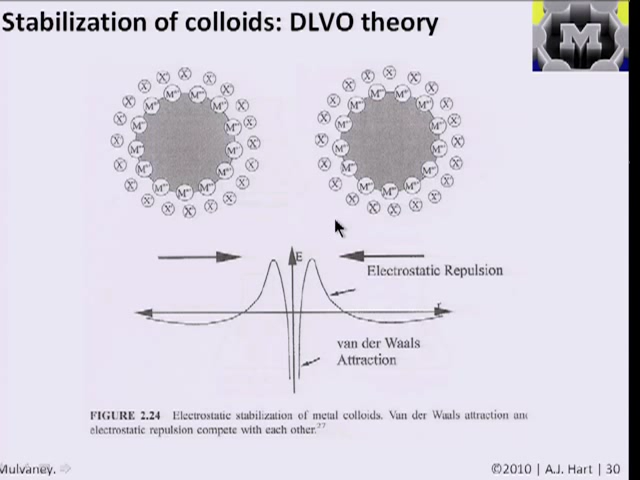 Stabilization of colloids: DLVO theory
M
E
Electrostatic Repulsion
r
van der Waals
Attraction
FIGURE 2.24 Electrostatic stabilization of metal colloids. Van der Waals attraction and
electrostatic repulsion compete with each other.27
Mulvaney.
©2010 | A.J. Hart | 30